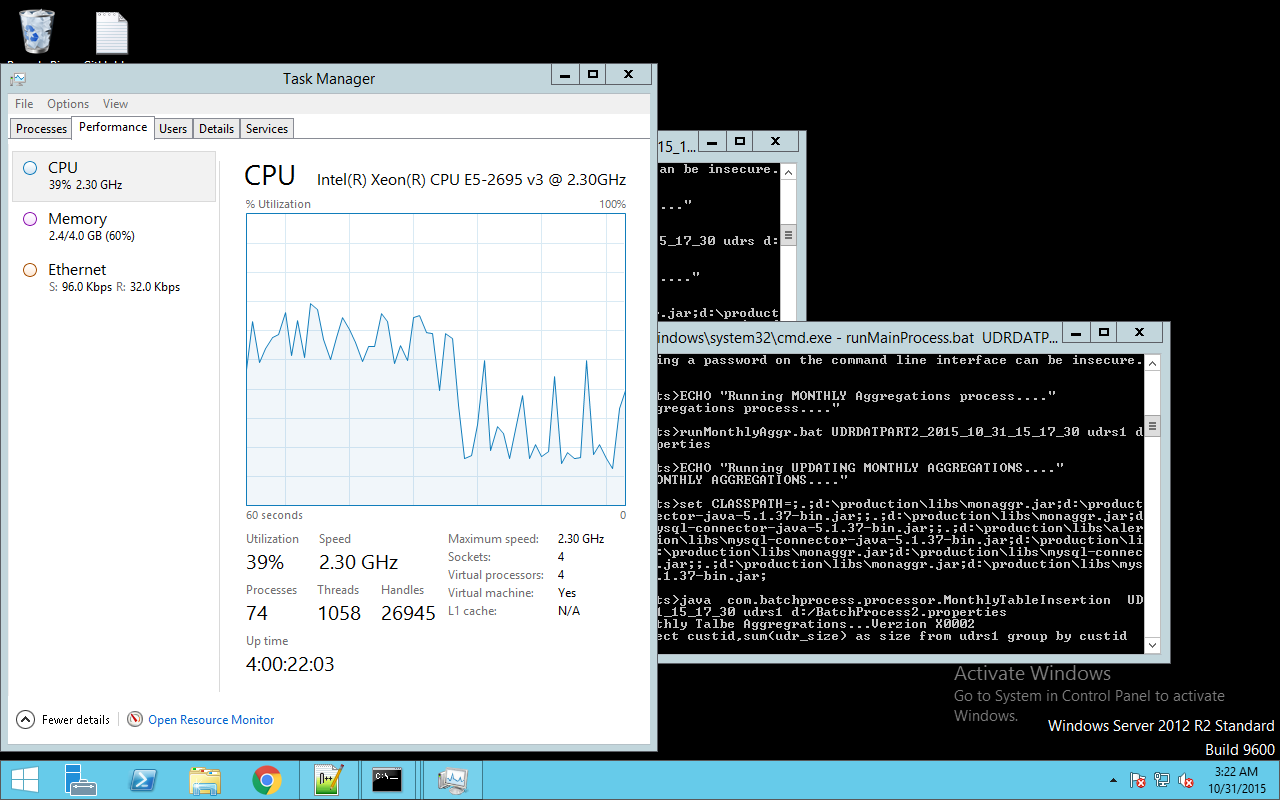 Task Manager
File Options View
Processes Performance Users Details Services
CPU
39% 2.30 GHz
Memory
2.4/4.0 GB (60%)
Ethernet
S: 96.0 Kbps R: 32.0 Kbps
CPU Intel(R) Xeon(R) CPU E5-2695 v3 @ 2.30GHz
% Utilization 100%
60 seconds 0
Utilization Speed
39% 2.30 GHz
Processes Threads Handles
74 1058 26945
Up time
4:00:22:03
Maximum speed: 2.30 GHz
Sockets: 4
Virtual processors: 4
Virtual machine: Yes
L1 cache: N/A
Fewer details Open Resource Monitor
15_1...
an be insecure.
..."
5_17_30 udrs d:
...."
.jar;d:\product
indows\system32\cmd.exe - runMainProcess.bat UDRDATP...
ing a password on the command line interface can be insecure.
ts>ECHO "Running MONTHLY Aggregations process...."
gregations process...."
ts>runMonthlyAggr.bat UDRDATPART2_2015_10_31_15_17_30 udrs1 d
perties
ts>ECHO "Running UPDATING MONTHLY AGGREGATIONS...."
ONTHLY AGGREGATIONS...."
ts>set CLASSPATH=;.;d:\production\libs\monaggr.jar;d:\product
ector-java-5.1.37-bin.jar;;.;d:\production\libs\monaggr.jar;d
ysql-connector-java-5.1.37-bin.jar;;.;d:\production\libs\aler
ion\libs\mysql-connector-java-5.1.37-bin.jar;d:\production\li
:\production\libs\monaggr.jar;d:\production\libs\mysql-connec
.jar;;.;d:\production\libs\monaggr.jar;d:\production\libs\mys
.1.37-bin.jar;
ts>java com.batchprocess.processor.MonthlyTableInsertion UD
1_15_17_30 udrs1 d:/BatchProcess2.properties
thly Talbe Aggregrations...Verzion X0002
ect custid,sum(udr_size) as size from udrs1 group by custid
Activate Windows
Go to System in Control Panel to activate
Windows.
Windows Server 2012 R2 Standard
Build 9600
3:22 AM
10/31/2015